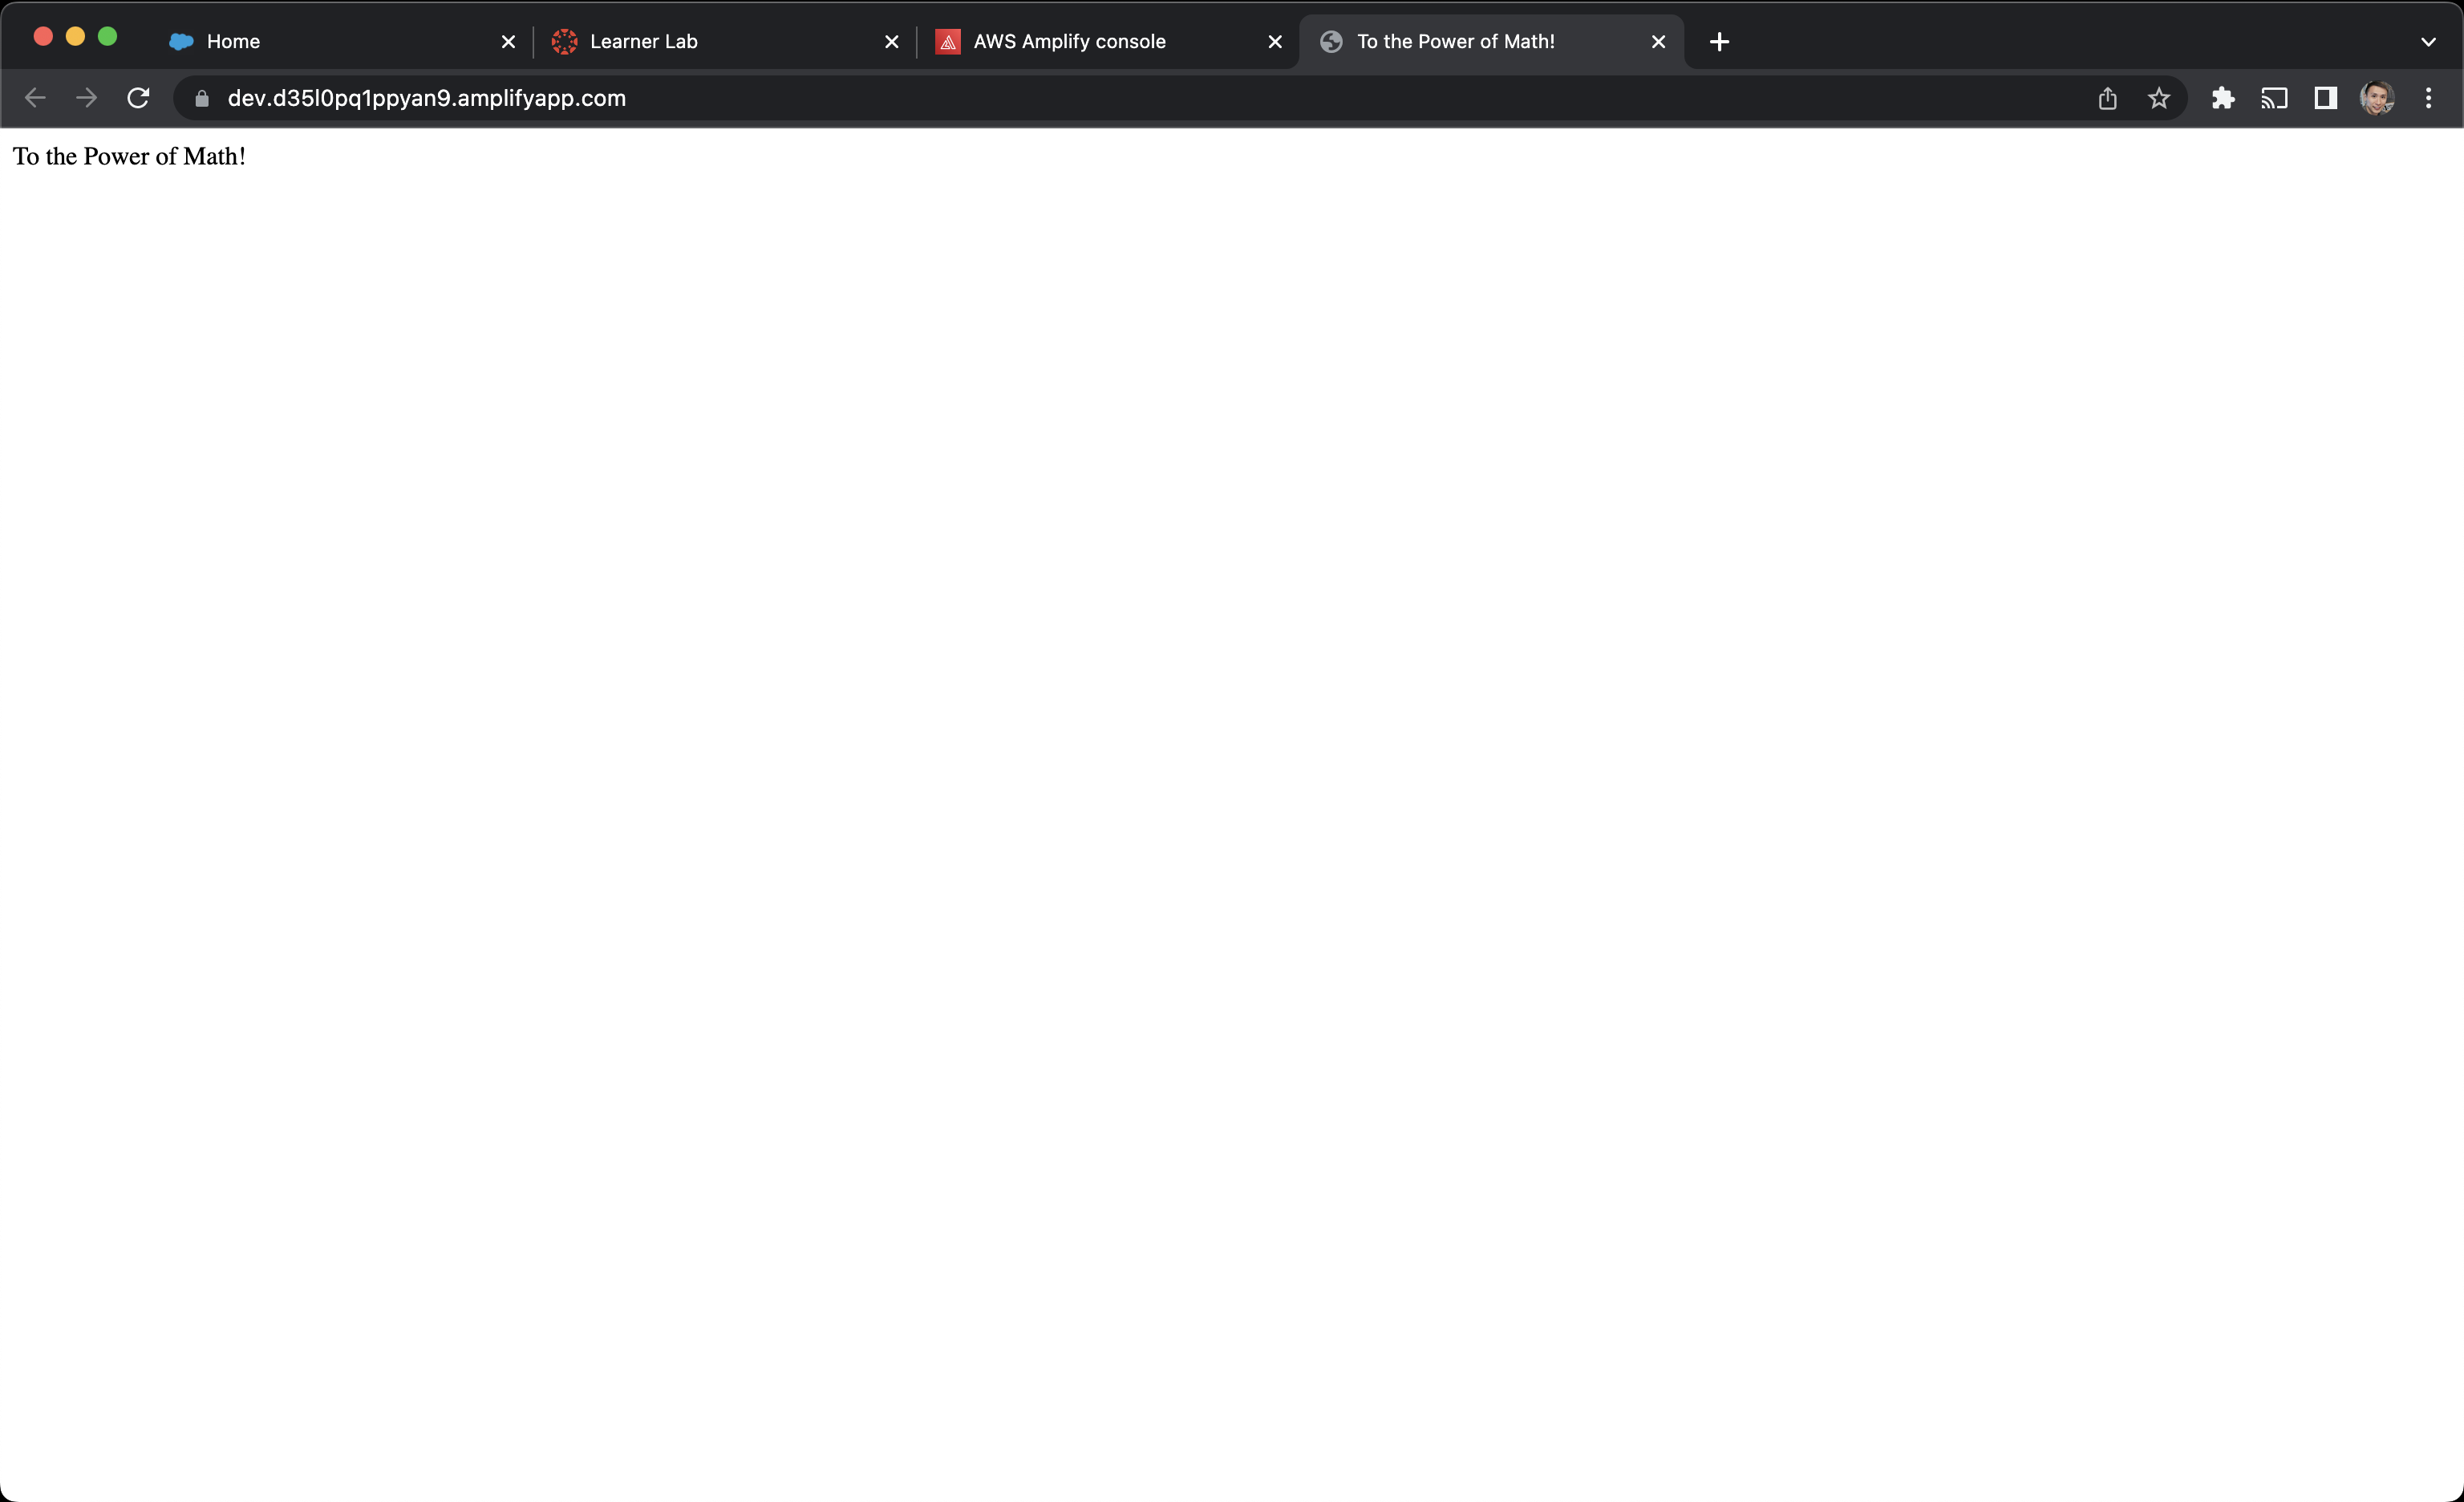 Home
Learner Lab
AWS Amplify console
To the Power of Math!
dev.d35l0pq1ppyan9.amplifyapp.com
To the Power of Math!